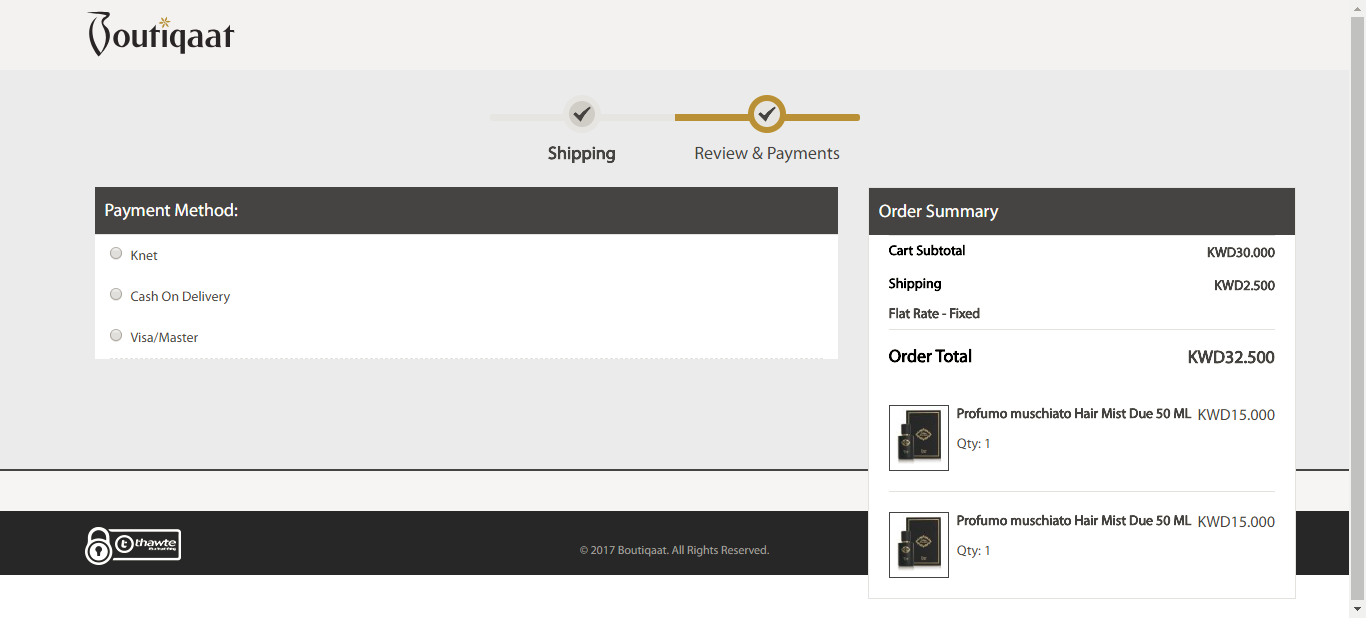 Boutiqaat
Shipping
Review & Payments
Payment Method:
Knet
Cash On Delivery
Visa/Master
Order Summary
Cart Subtotal KWD30.000
Shipping KWD2.500
Flat Rate - Fixed
Order Total KWD32.500
Profumo muschiato Hair Mist Due 50 ML KWD15.000
Qty: 1
Profumo muschiato Hair Mist Due 50 ML KWD15.000
Qty: 1
thawte
© 2017 Boutiqaat. All Rights Reserved.